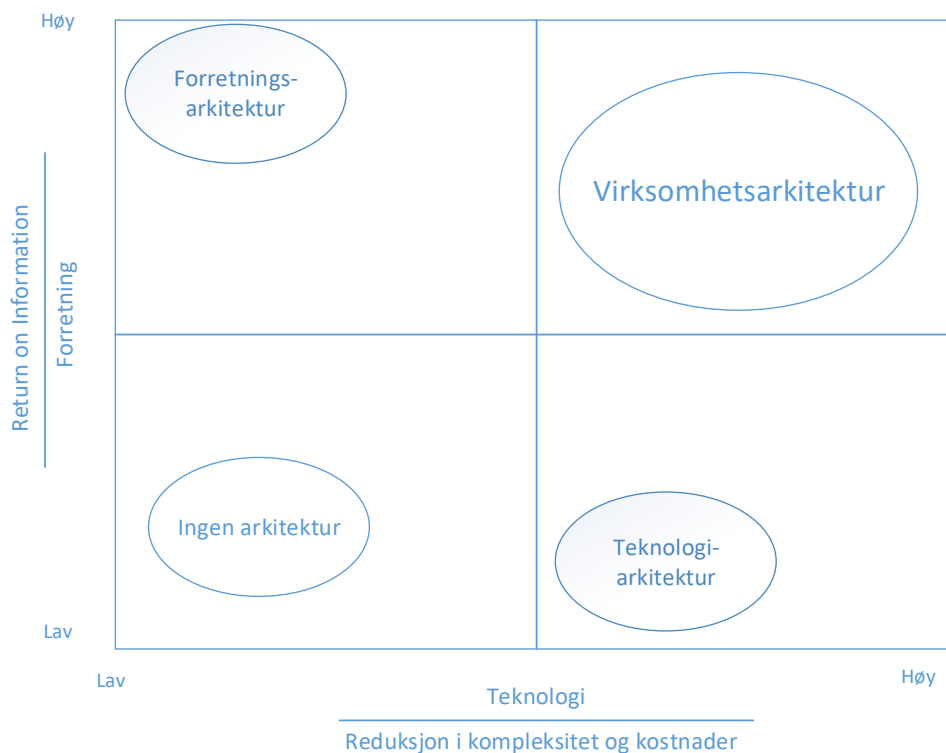 Høy
Forretnings-
arkitektur
Virksomhetsarkitektur
Return on Information
Forretning
Ingen arkitektur
Teknologi-
arkitektur
Lav
Lav
Høy
Teknologi
Reduksjon i kompleksitet og kostnader